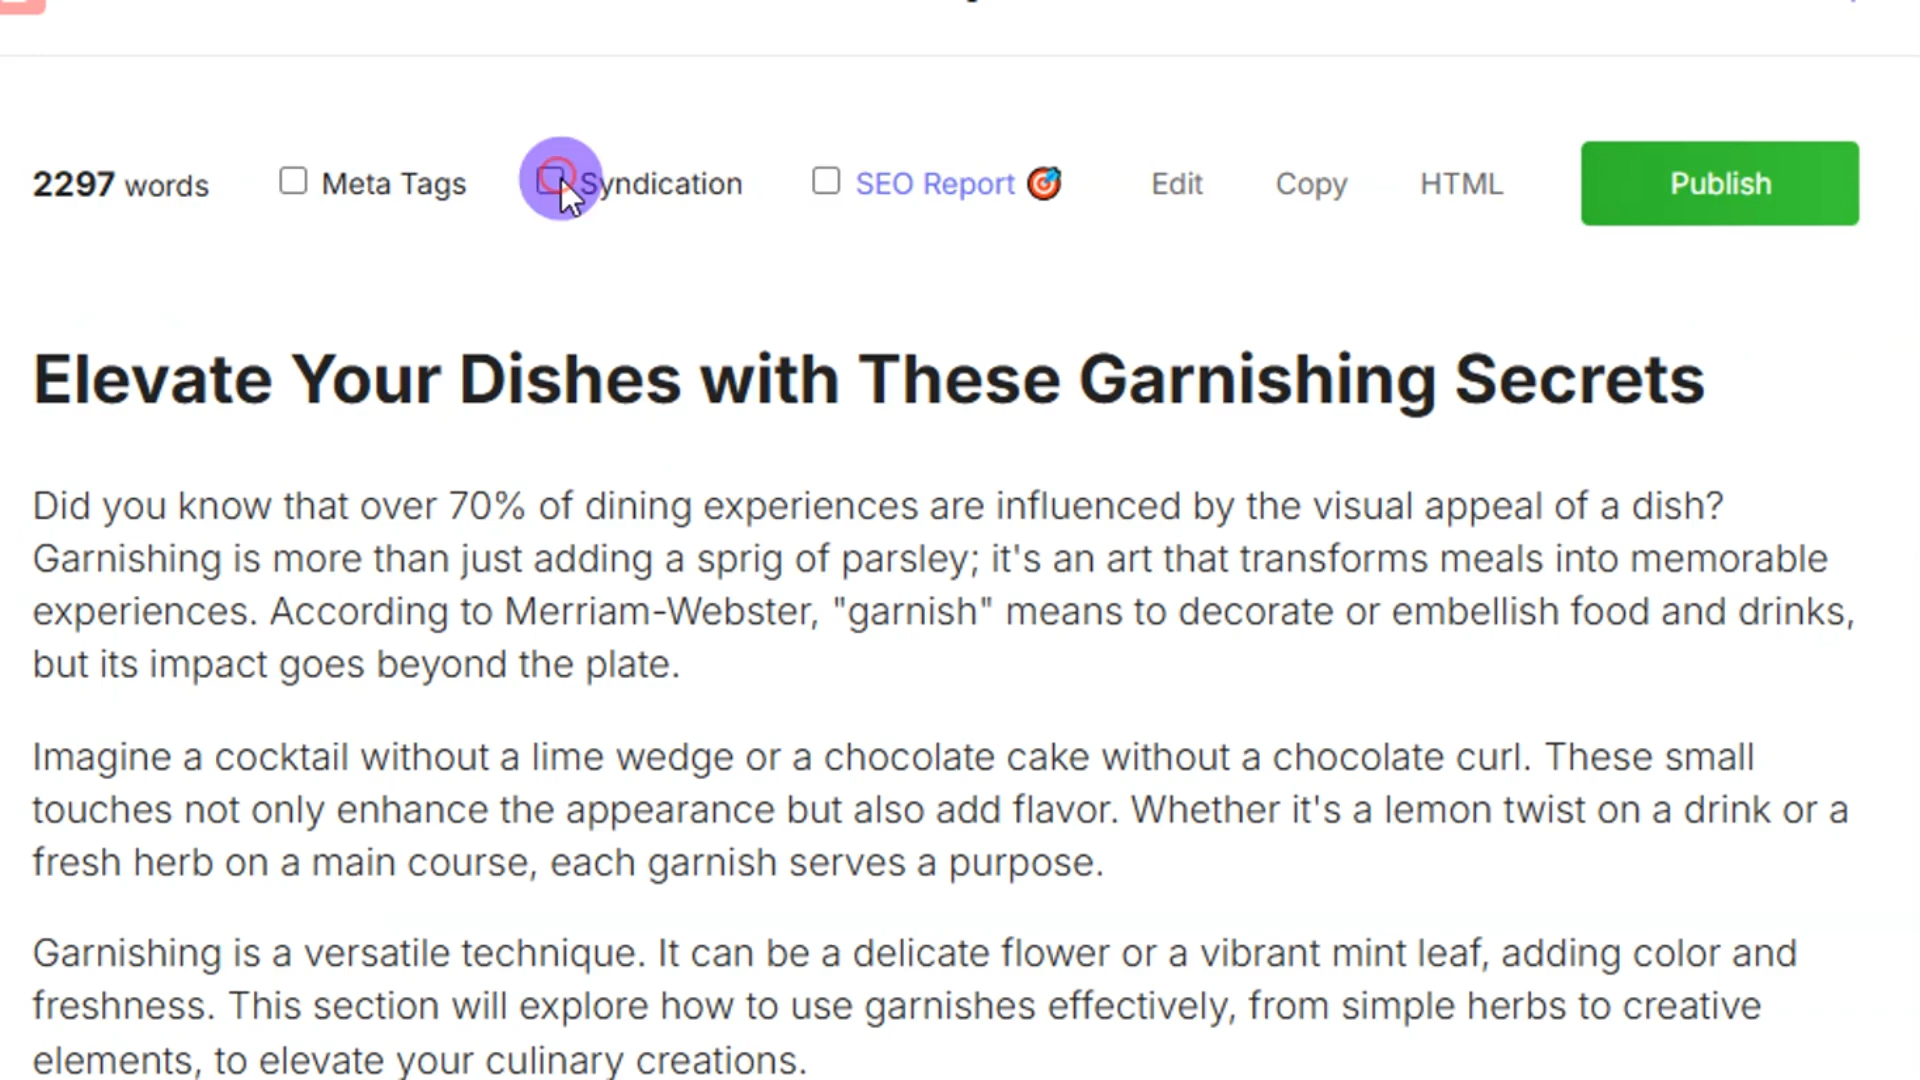 2297 words Meta Tags Syndication SEO Report Edit Copy HTML Publish
Elevate Your Dishes with These Garnishing Secrets
Did you know that over 70% of dining experiences are influenced by the visual appeal of a dish?
Garnishing is more than just adding a sprig of parsley; it's an art that transforms meals into memorable
experiences. According to Merriam-Webster, "garnish" means to decorate or embellish food and drinks,
but its impact goes beyond the plate.
Imagine a cocktail without a lime wedge or a chocolate cake without a chocolate curl. These small
touches not only enhance the appearance but also add flavor. Whether it's a lemon twist on a drink or a
fresh herb on a main course, each garnish serves a purpose.
Garnishing is a versatile technique. It can be a delicate flower or a vibrant mint leaf, adding color and
freshness. This section will explore how to use garnishes effectively, from simple herbs to creative
elements, to elevate your culinary creations.